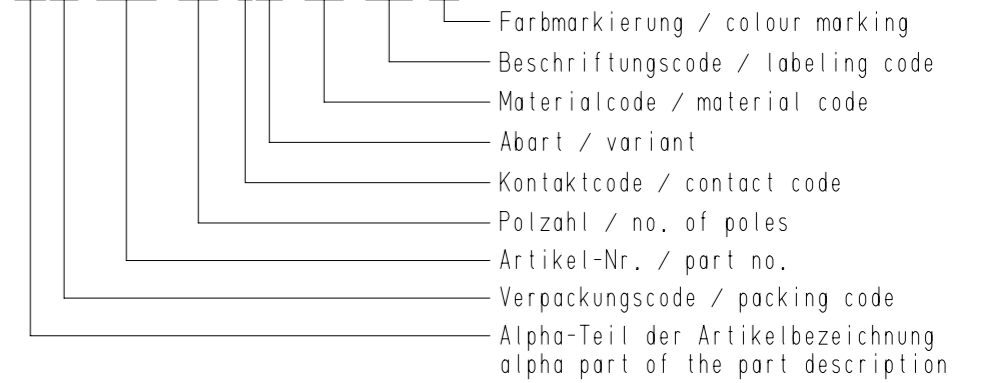 Farbmarkierung / colour marking
Beschriftungscode / labeling code
Materialcode / material code
Abart / variant
Kontaktcode / contact code
Polzahl / no. of poles
Artikel-Nr. / part no.
Verpackungscode / packing code
Alpha-Teil der Artikelbezeichnung
alpha part of the part description